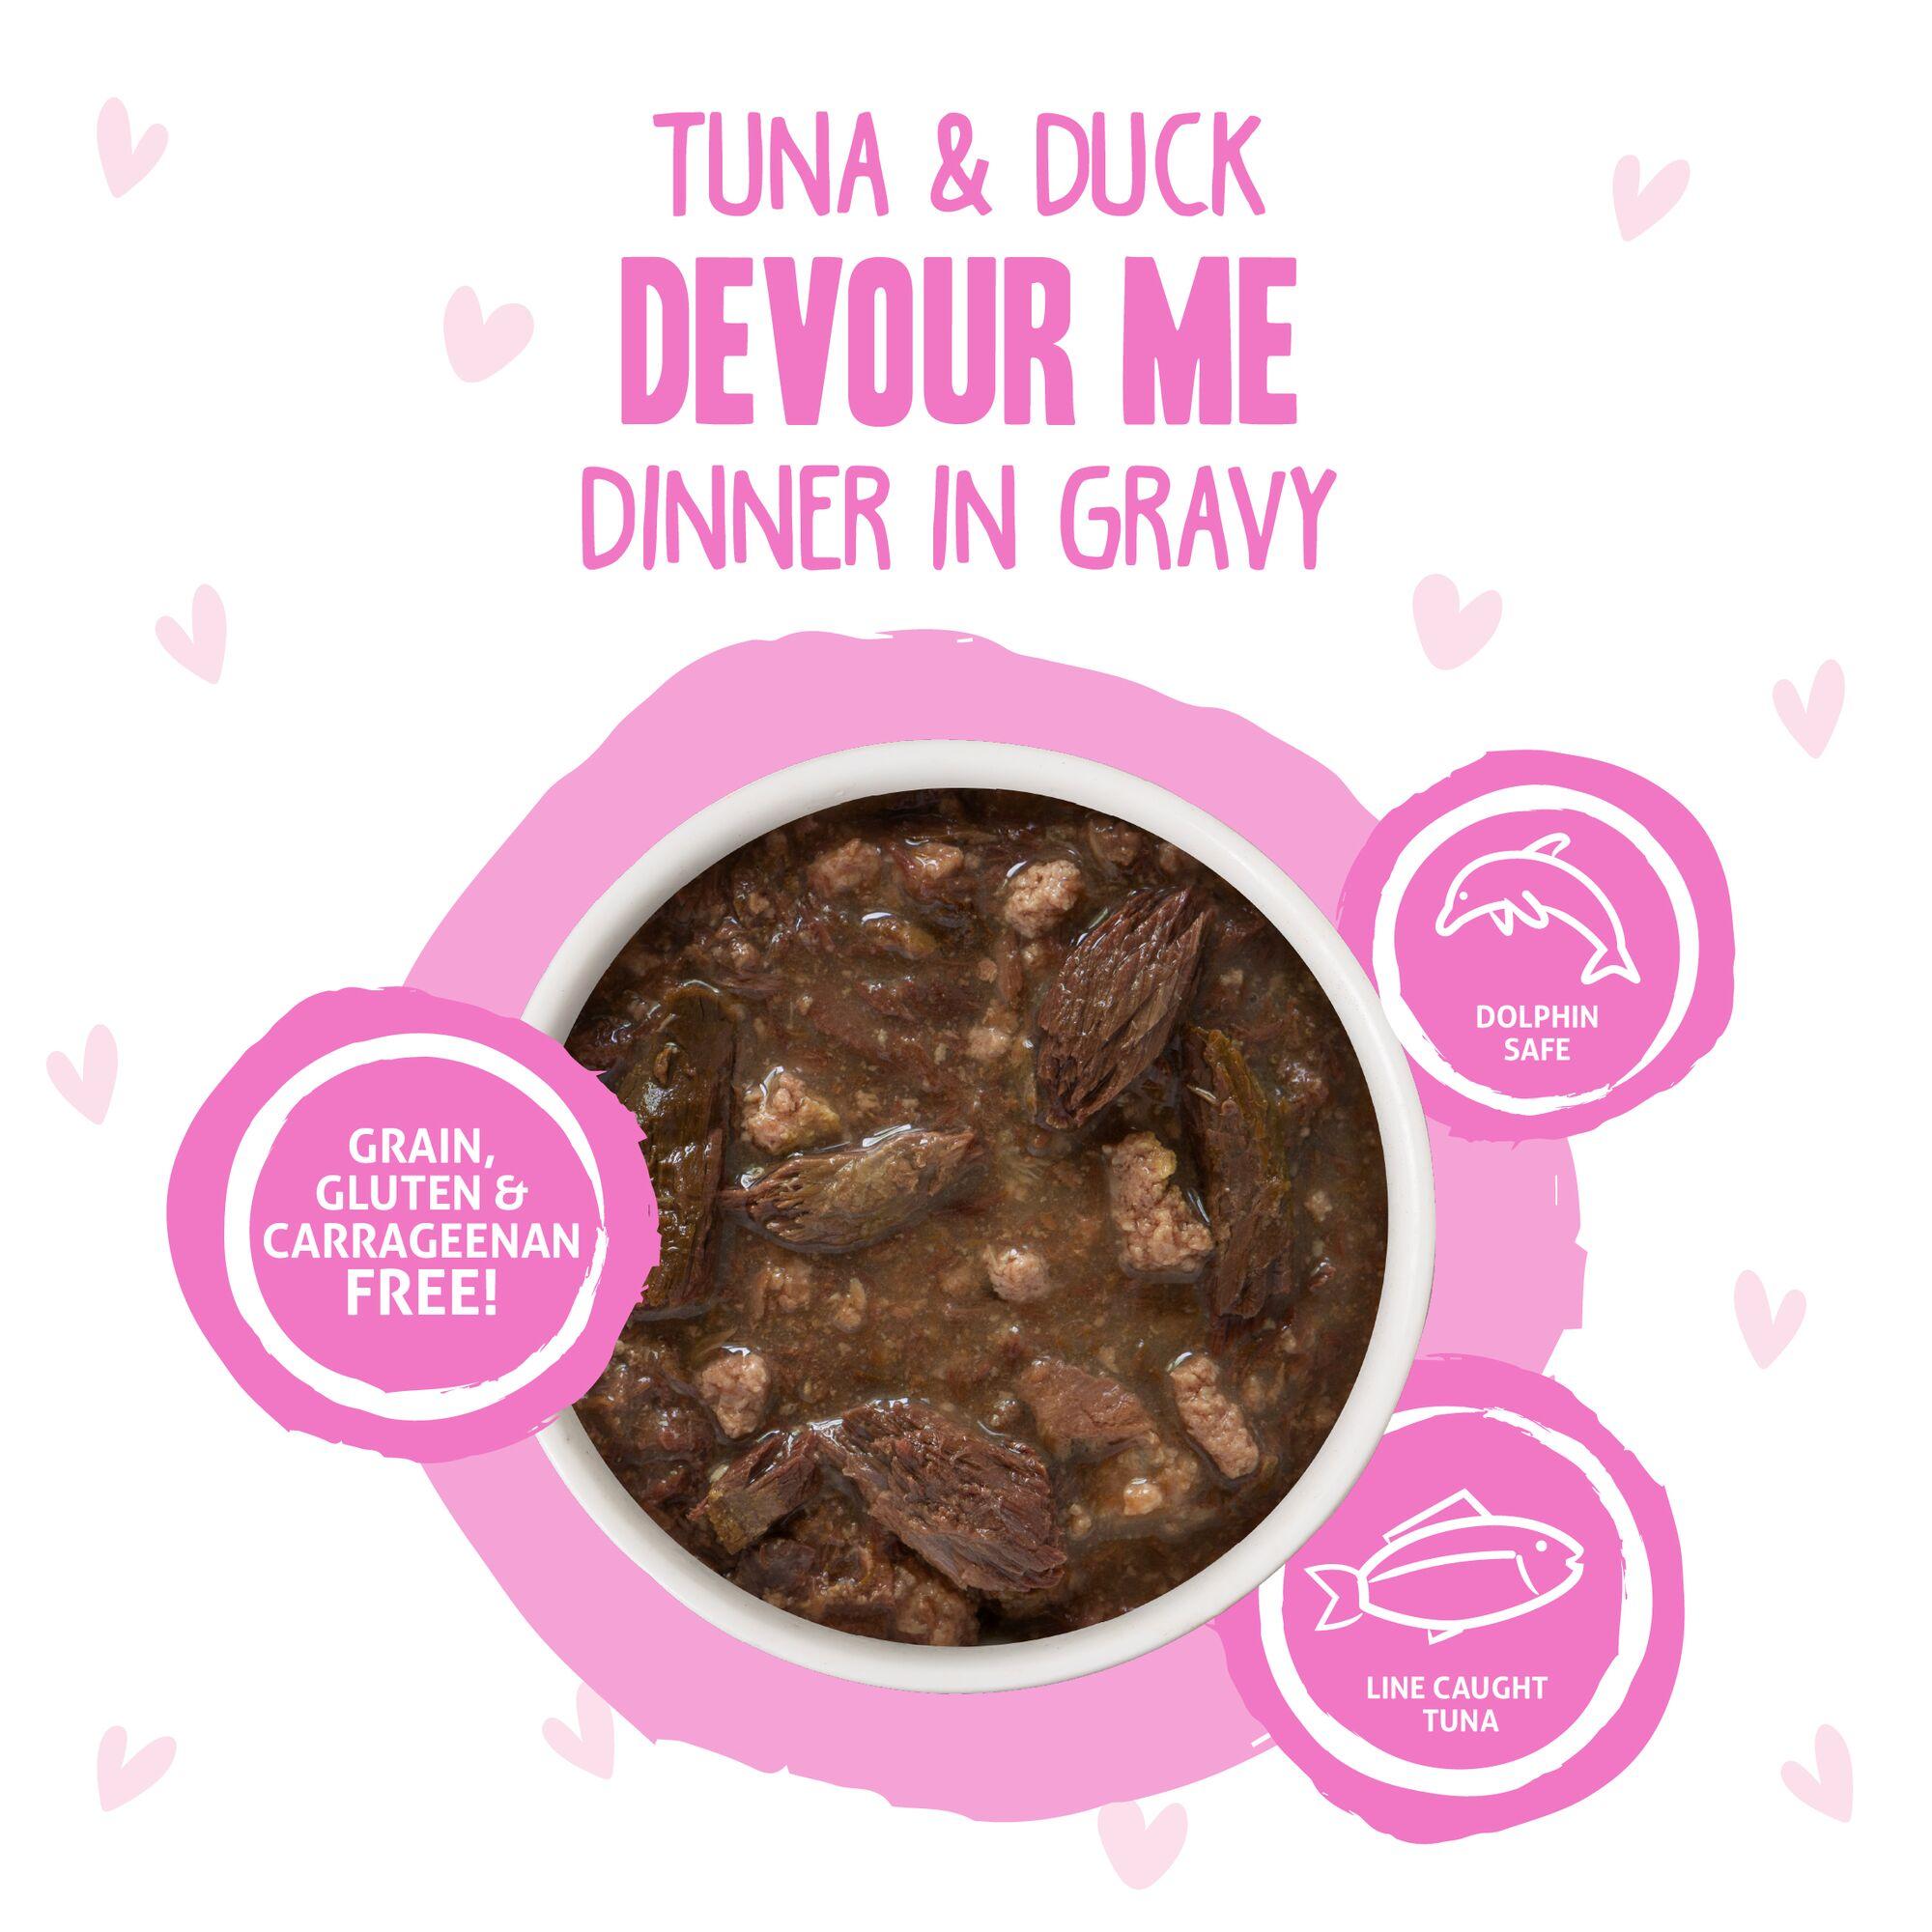 TUNA & DUCK
DEVOUR ME
DINNER IN GRAVY
DOLPHIN
SAFE
GRAIN,
GLUTEN &
CARRAGEENAN
FREE!
LINE CAUGHT
TUNA